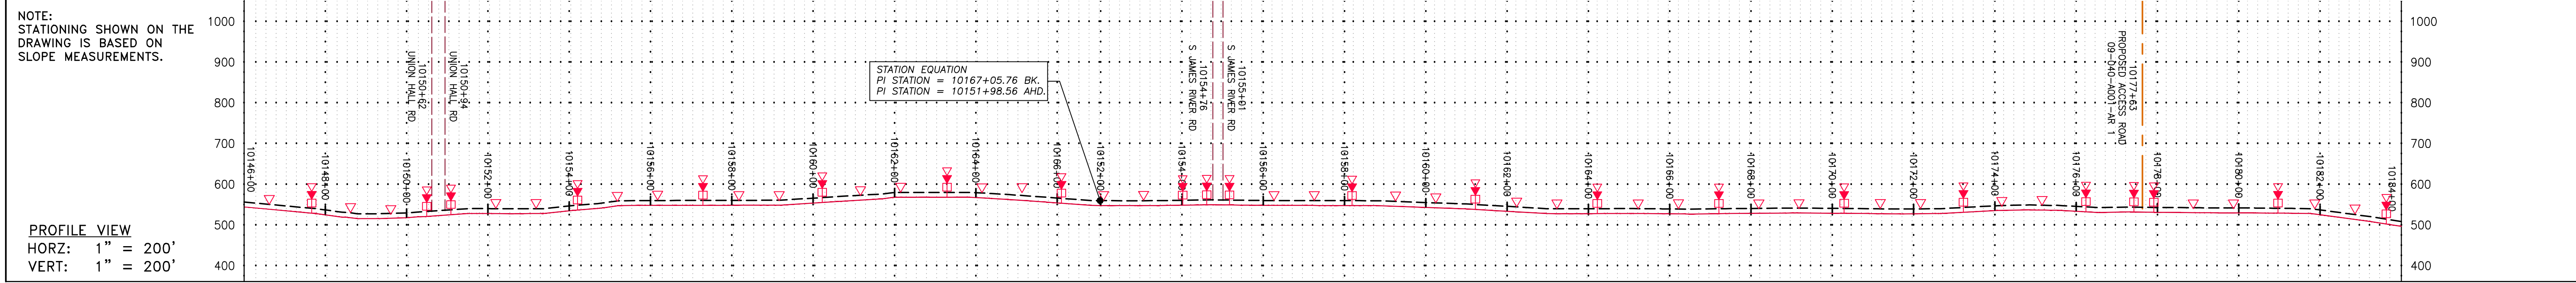 NOTE:
STATIONING SHOWN ON THE
DRAWING IS BASED ON
SLOPE MEASUREMENTS.
PROFILE VIEW
HORZ: 1" = 200'
VERT: 1" = 200'
1000
900
800
700
600
500
400
10146+00
10148+00
10150+00
10150+62
UNION HALL RD
10150+94
UNION HALL RD
10152+00
10154+00
10156+00
10158+00
10160+00
10162+00
10164+00
10166+00
STATION EQUATION
PI STATION = 10167+05.76 BK.
PI STATION = 10151+98.56 AHD.
10152+00
10154+00
10154+76
S JAMES RIVER RD
10155+01
S JAMES RIVER RD
10156+00
10158+00
10160+00
10162+00
10164+00
10166+00
10168+00
10170+00
10172+00
10174+00
10176+00
10177+63
PROPOSED ACCESS ROAD
09-040-A001-AR 1
10178+00
10180+00
10182+00
10184+00
1000
900
800
700
600
500
400